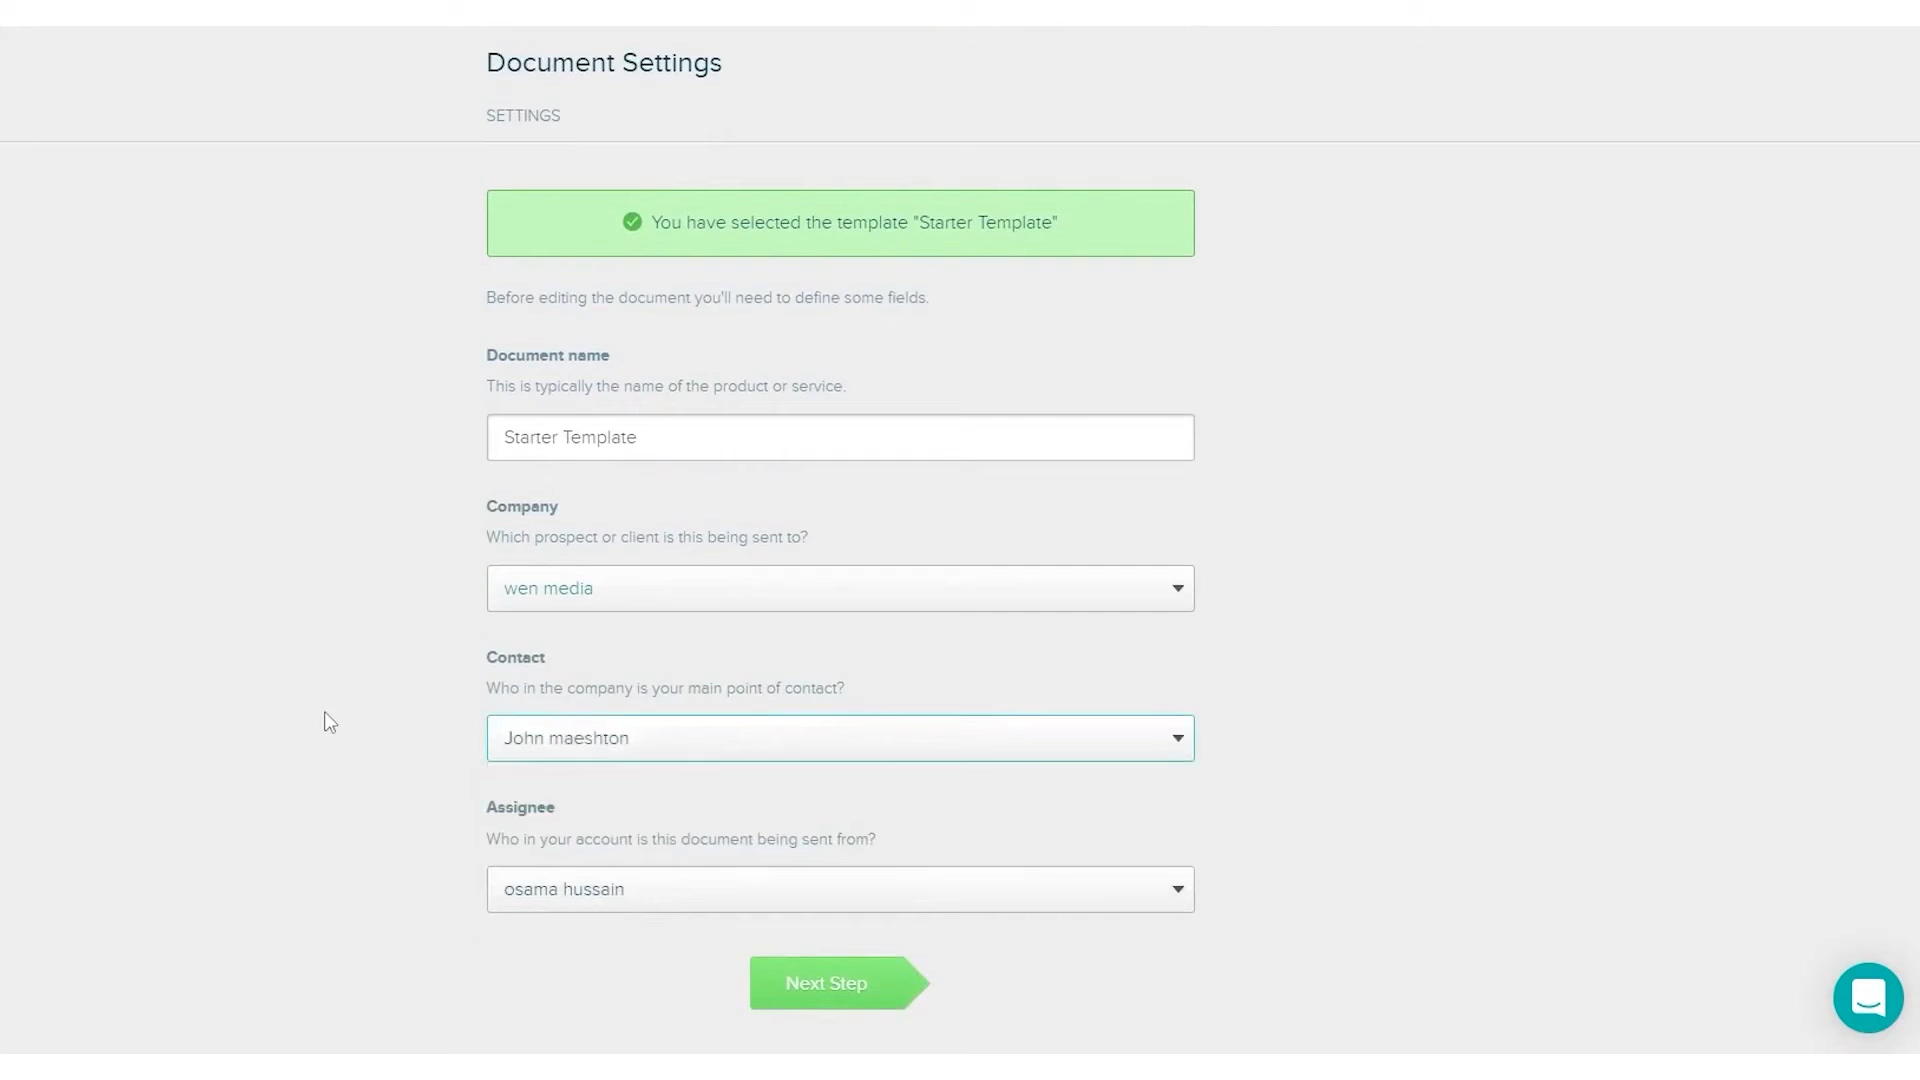 Document Settings
SETTINGS
You have selected the template "Starter Template"
Before editing the document you'll need to define some fields.
Document name
This is typically the name of the product or service.
Starter Template
Company
Which prospect or client is this being sent to?
wen media
Contact
Who in the company is your main point of contact?
John maeshton
Assignee
Who in your account is this document being sent from?
osama hussain
Next Step